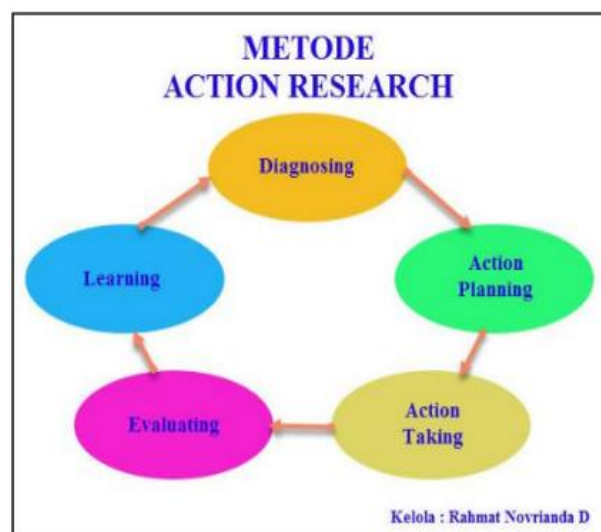 METODE
ACTION RESEARCH
Diagnosing
Action
Planning
Action
Taking
Evaluating
Learning
Kelola : Rahmat Novrianda D